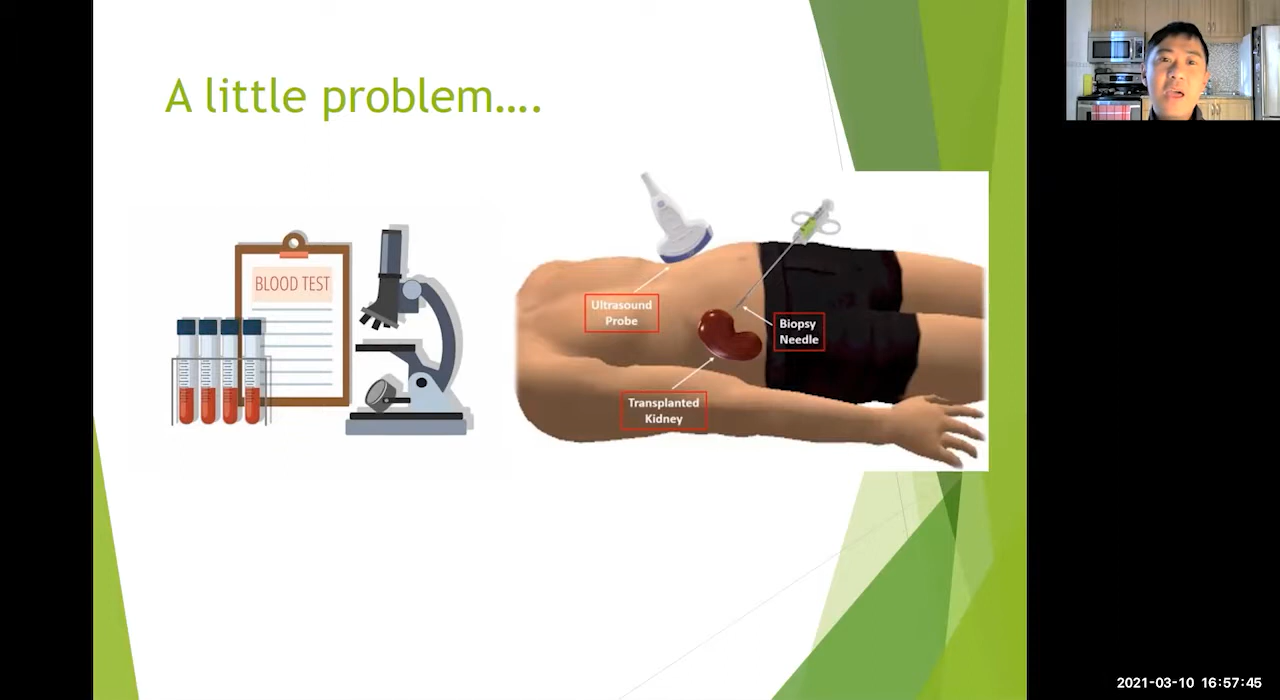 A little problem....
BLOOD TEST
Ultrasound
Probe
Biopsy
Needle
Transplanted
Kidney
2021-03-10 16:57:45